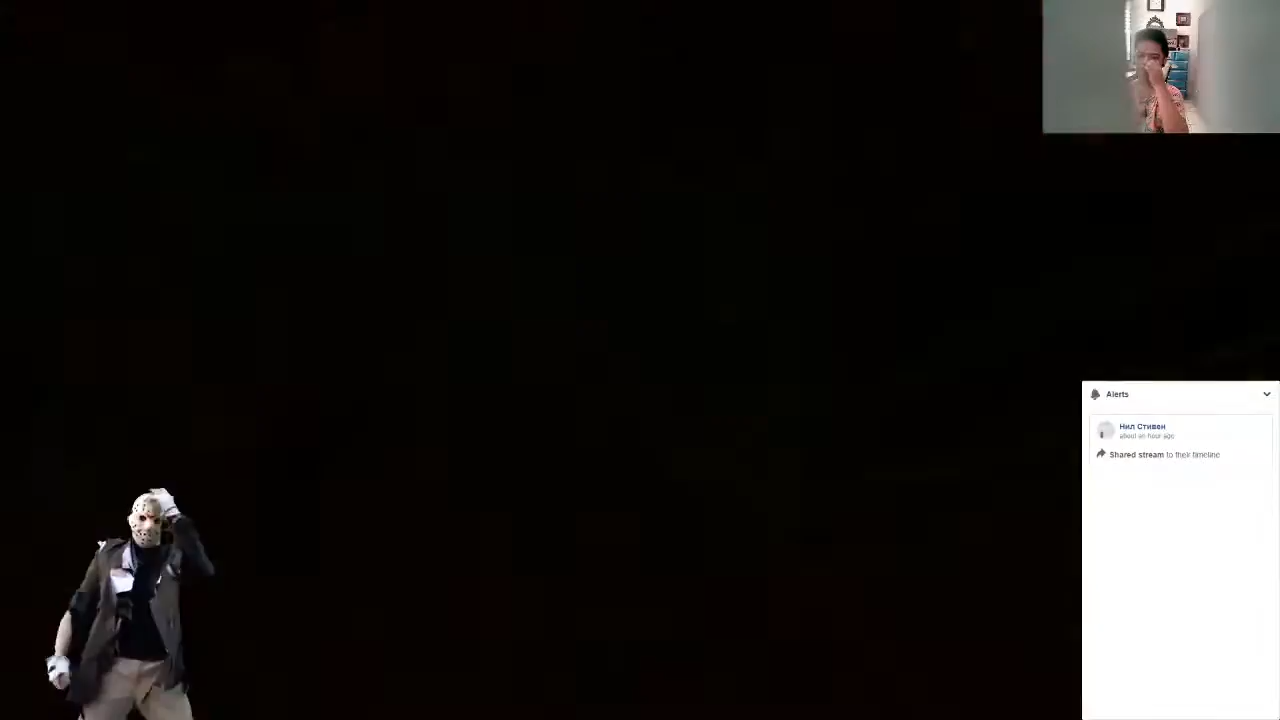 Alerts
Нил Стивен
about an hour ago
Shared stream to their timeline